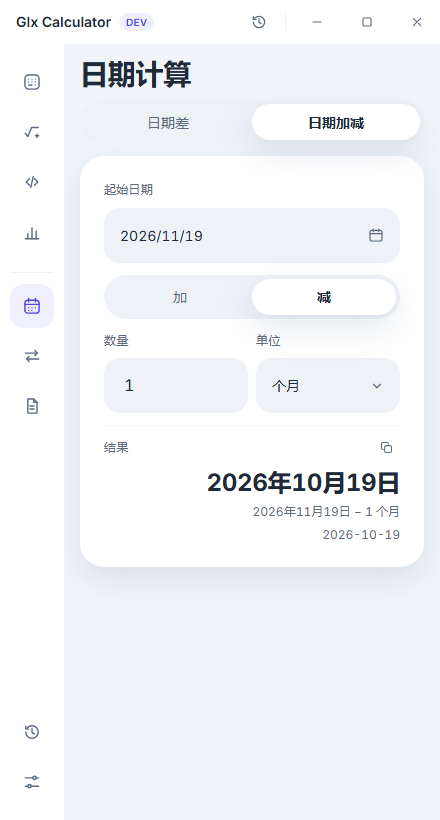 Glx Calculator DEV
日期计算
日期差 日期加减
起始日期
2026/11/19
加 减
数量 单位
1 个月
结果
2026年10月19日
2026年11月19日 − 1 个月
2026-10-19